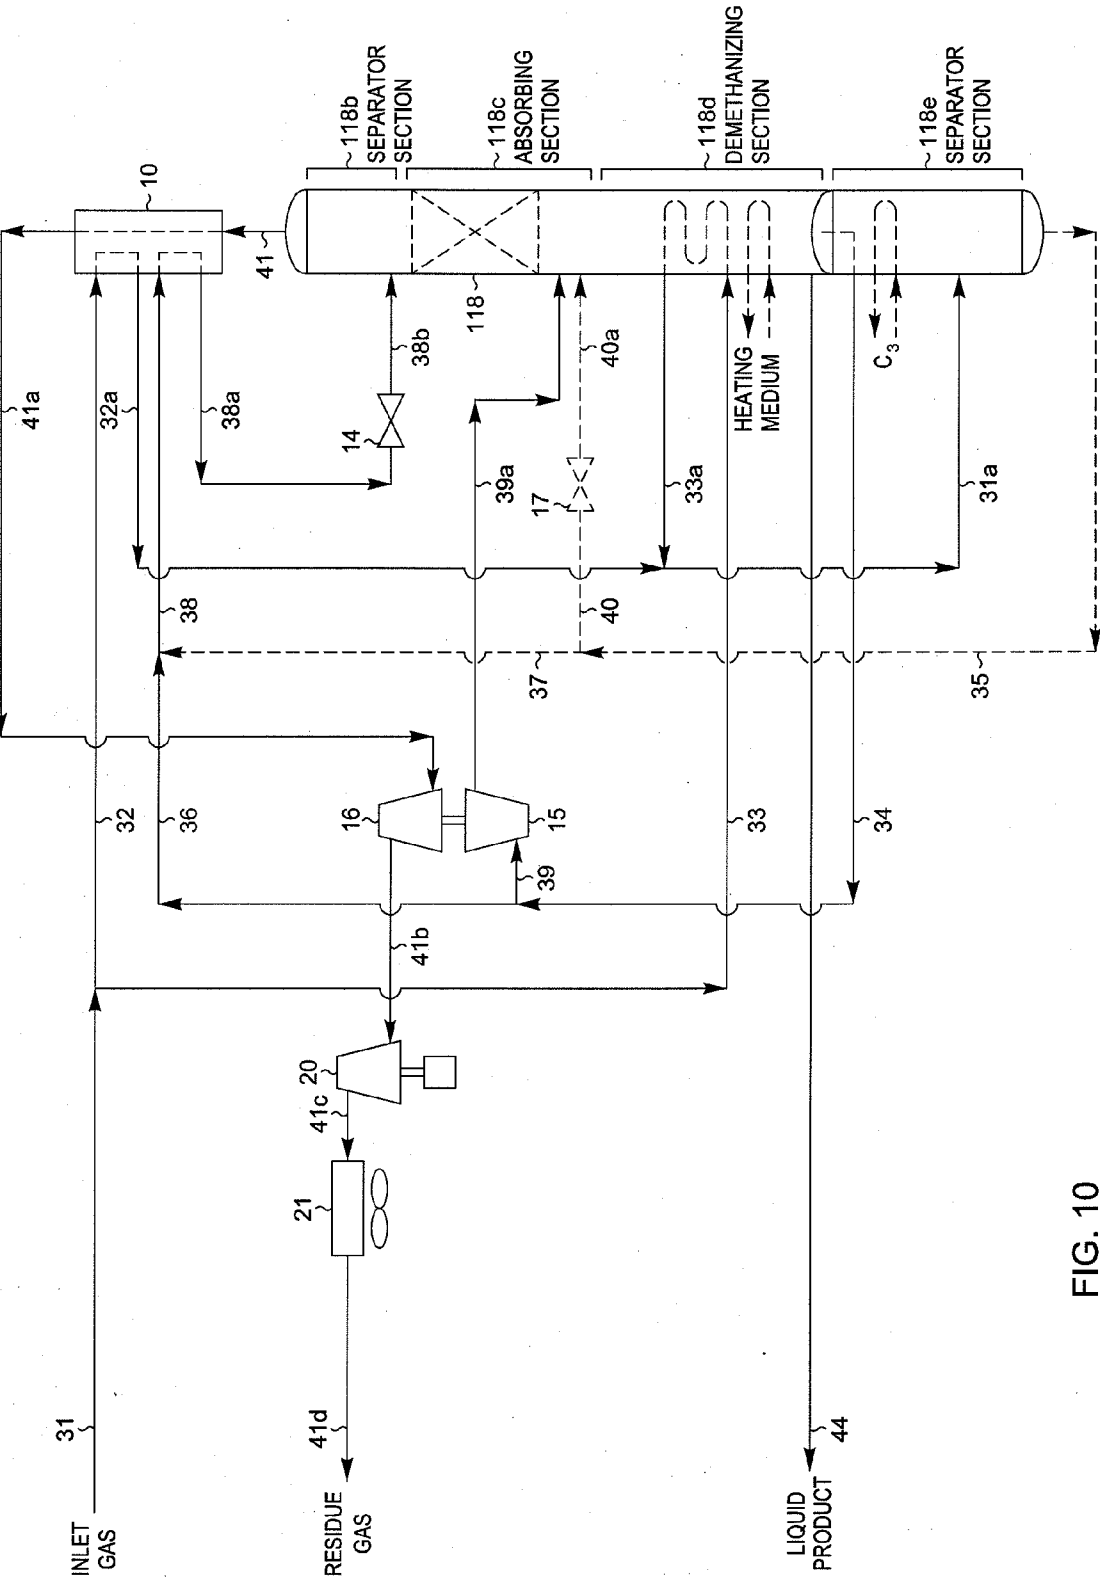 INLET
GAS
31
32
33
32a
33a
31a
10
38
38a
14
38b
36
37
35
40
17
40a
39a
39
15
16
34
41
41a
41b
20
41c
21
41d
RESIDUE
GAS
118
118b
SEPARATOR
SECTION
118c
ABSORBING
SECTION
118d
DEMETHANIZING
SECTION
118e
SEPARATOR
SECTION
HEATING
MEDIUM
C3
44
LIQUID
PRODUCT
FIG. 10